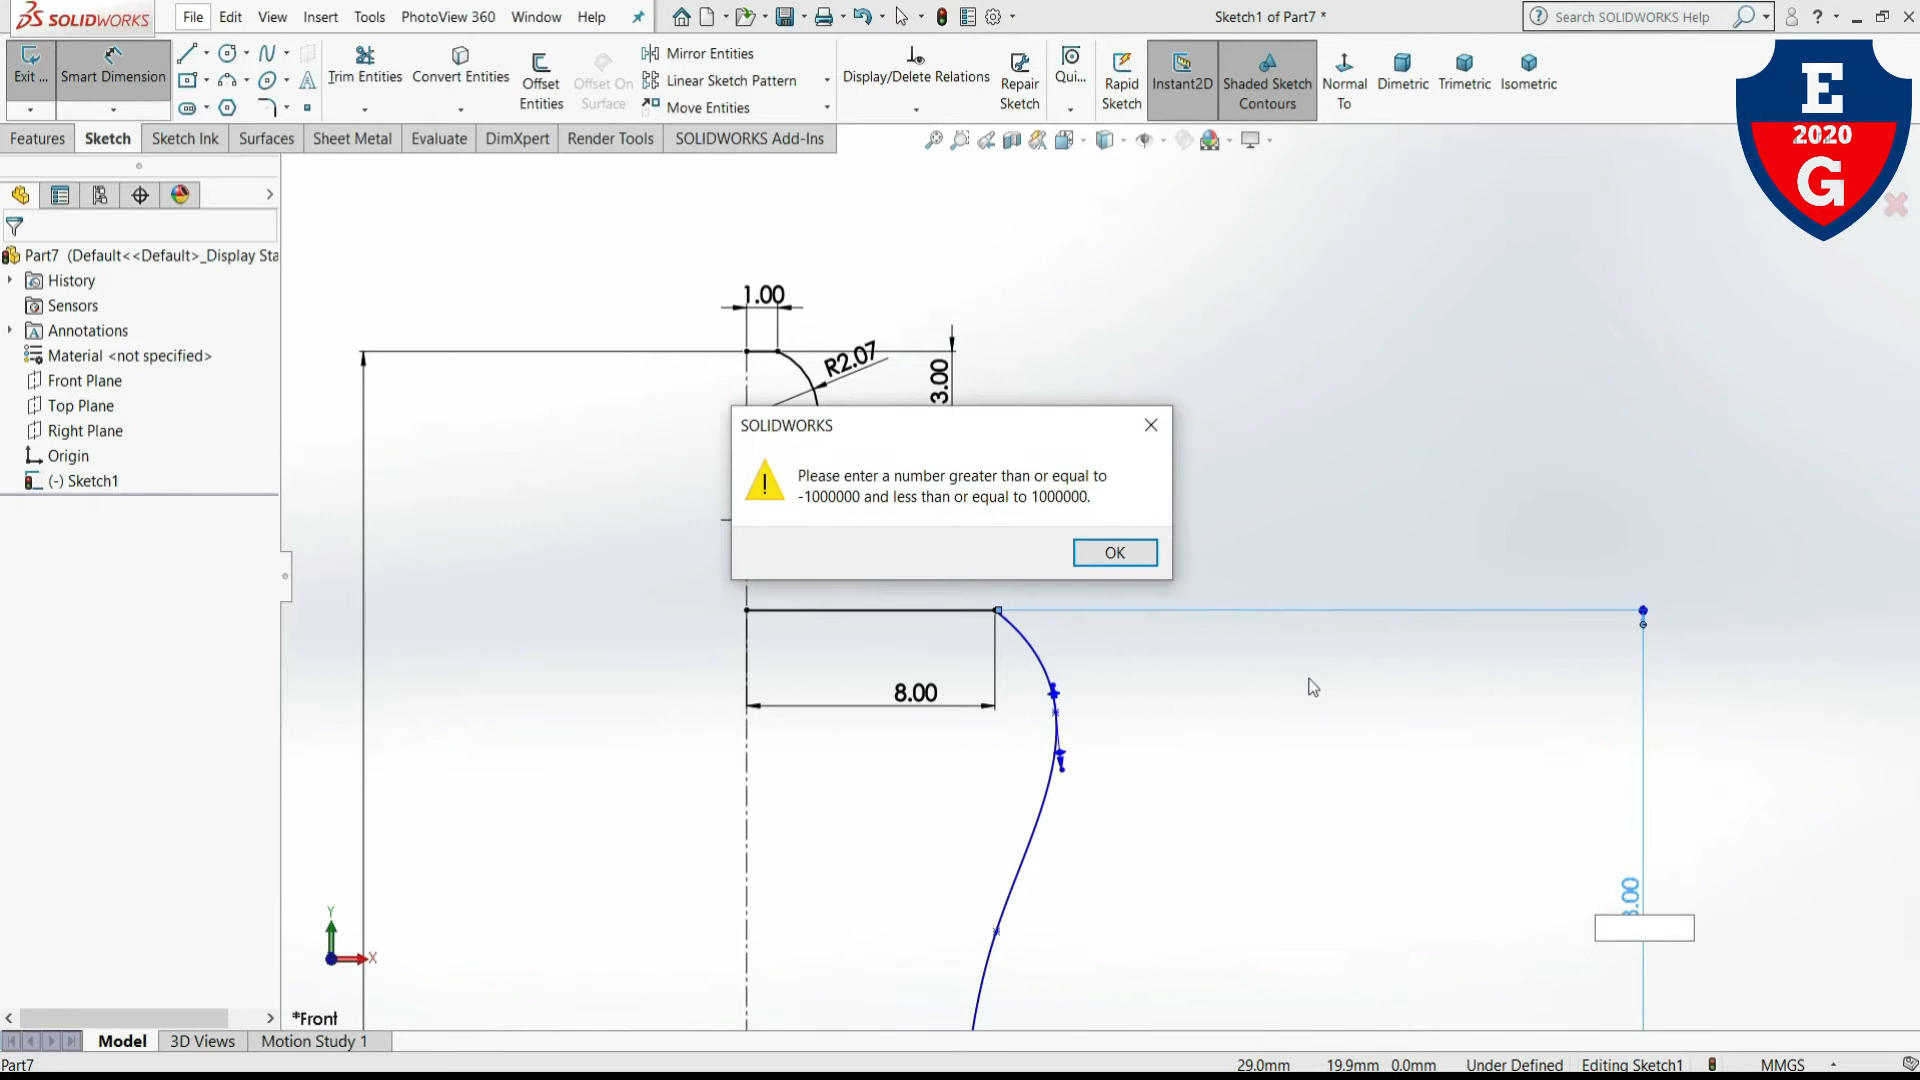 SOLIDWORKS
File Edit View Insert Tools PhotoView 360 Window Help
Sketch1 of Part7 *
Search SOLIDWORKS Help
?
Exit ...
Smart Dimension
Trim Entities
Convert Entities
Offset
Entities
Offset On
Surface
Mirror Entities
Linear Sketch Pattern
Move Entities
Display/Delete Relations
Repair
Sketch
Qui...
Rapid
Sketch
Instant2D
Shaded Sketch
Contours
Normal
To
Dimetric
Trimetric
Isometric
E
2020
G
Features Sketch Sketch Ink Surfaces Sheet Metal Evaluate DimXpert Render Tools SOLIDWORKS Add-Ins
Part7 (Default<<Default>_Display Sta
History
Sensors
Annotations
Material <not specified>
Front Plane
Top Plane
Right Plane
Origin
(-) Sketch1
1.00
R2.07
3.00
SOLIDWORKS
Please enter a number greater than or equal to
-1000000 and less than or equal to 1000000.
OK
8.00
Y
X
*Front
Model 3D Views Motion Study 1
Part7
29.0mm 19.9mm 0.0mm Under Defined Editing Sketch1 MMGS